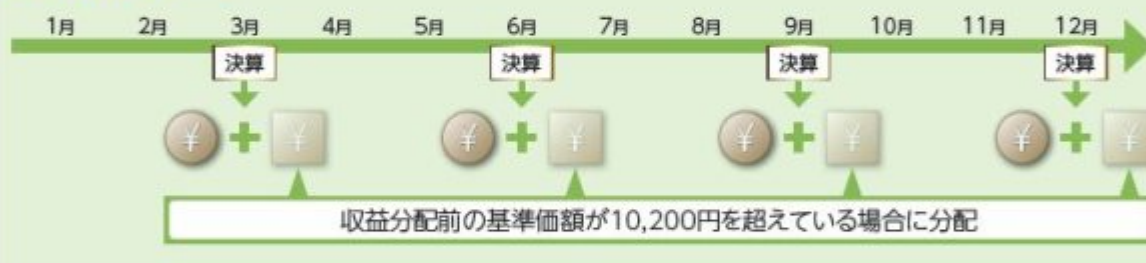 1月 2月 3月 4月 5月 6月 7月 8月 9月 10月 11月 12月
決算 決算 決算 決算
¥ ¥ ¥ ¥ ¥ ¥ ¥ ¥
収益分配前の基準価額が10,200円を超えている場合に分配